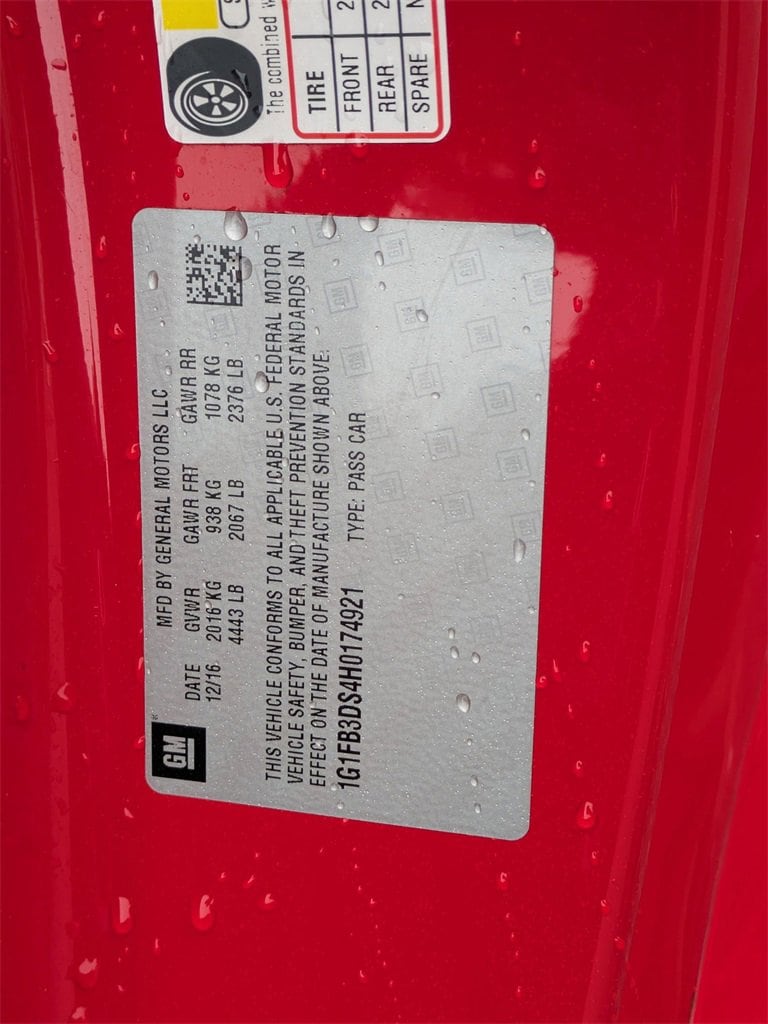 The combined
TIRE
FRONT 2
REAR 2
SPARE
GM
MFD BY GENERAL MOTORS LLC
DATE GVWR GAWR FRT GAWR RR
12/16 2016 KG 938 KG 1078 KG
4443 LB 2067 LB 2376 LB
THIS VEHICLE CONFORMS TO ALL APPLICABLE U.S. FEDERAL MOTOR
VEHICLE SAFETY, BUMPER, AND THEFT PREVENTION STANDARDS IN
EFFECT ON THE DATE OF MANUFACTURE SHOWN ABOVE.
1G1FB3DS4H0174921 TYPE: PASS CAR